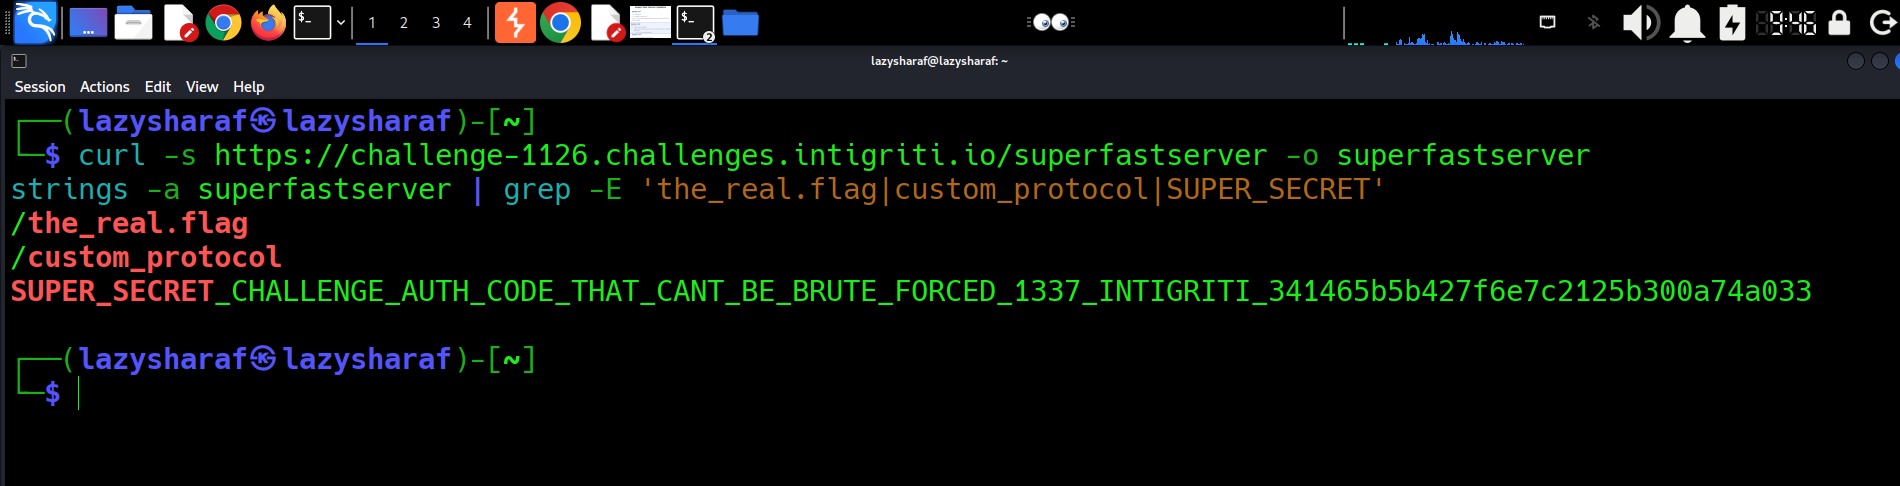 1 2 3 4
2
lazysharaf@lazysharaf: ~
Session Actions Edit View Help
┌──(lazysharaf㉿lazysharaf)-[~]
└─$ curl -s https://challenge-1126.challenges.intigriti.io/superfastserver -o superfastserver
strings -a superfastserver | grep -E 'the_real.flag|custom_protocol|SUPER_SECRET'
/the_real.flag
/custom_protocol
SUPER_SECRET_CHALLENGE_AUTH_CODE_THAT_CANT_BE_BRUTE_FORCED_1337_INTIGRITI_341465b5b427f6e7c2125b300a74a033
┌──(lazysharaf㉿lazysharaf)-[~]
└─$